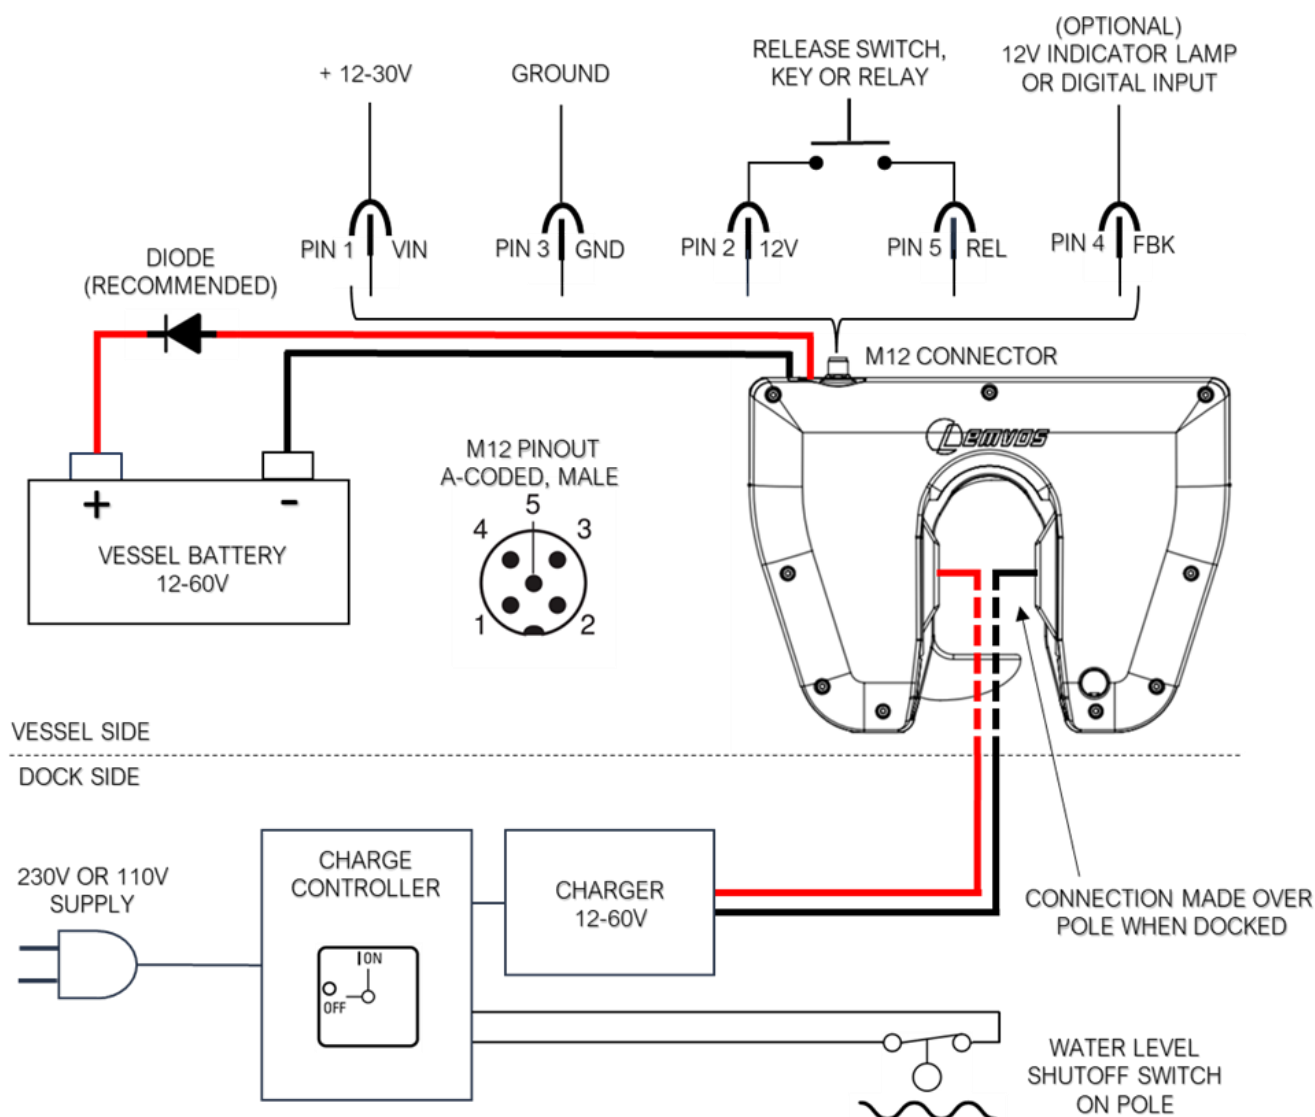 + 12-30V
GROUND
RELEASE SWITCH,
KEY OR RELAY
(OPTIONAL)
12V INDICATOR LAMP
OR DIGITAL INPUT
PIN 1 VIN
PIN 3 GND
PIN 2 12V
PIN 5 REL
PIN 4 FBK
DIODE
(RECOMMENDED)
M12 CONNECTOR
Lemvos
M12 PINOUT
A-CODED, MALE
5
4 3
1 2
+ -
VESSEL BATTERY
12-60V
VESSEL SIDE
DOCK SIDE
230V OR 110V
SUPPLY
CHARGE
CONTROLLER
I ON
O
OFF
CHARGER
12-60V
CONNECTION MADE OVER
POLE WHEN DOCKED
WATER LEVEL
SHUTOFF SWITCH
ON POLE